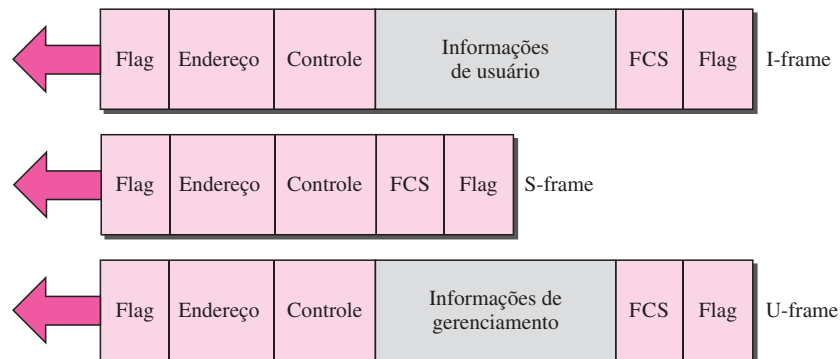 Flag Endereço Controle Informações de usuário FCS Flag I-frame
Flag Endereço Controle FCS Flag S-frame
Flag Endereço Controle Informações de gerenciamento FCS Flag U-frame